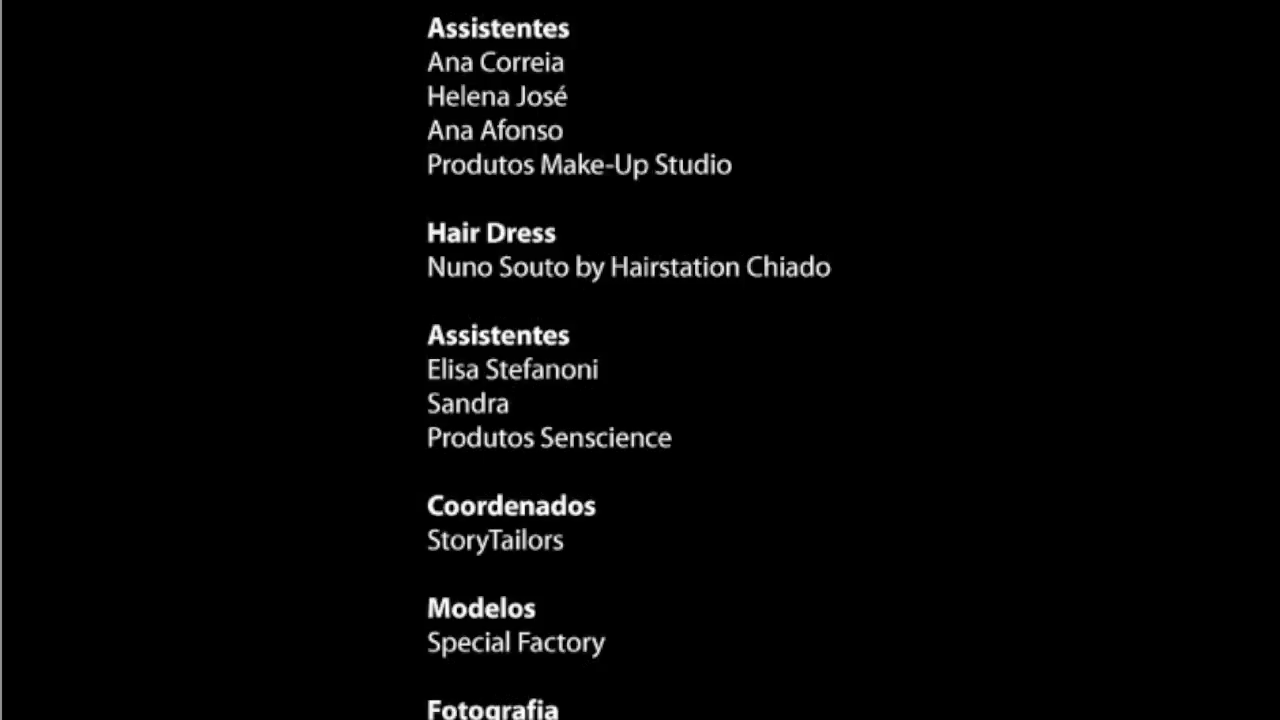 Assistentes
Ana Correia
Helena José
Ana Afonso
Produtos Make-Up Studio
Hair Dress
Nuno Souto by Hairstation Chiado
Assistentes
Elisa Stefanoni
Sandra
Produtos Senscience
Coordenados
StoryTailors
Modelos
Special Factory
Fotografia